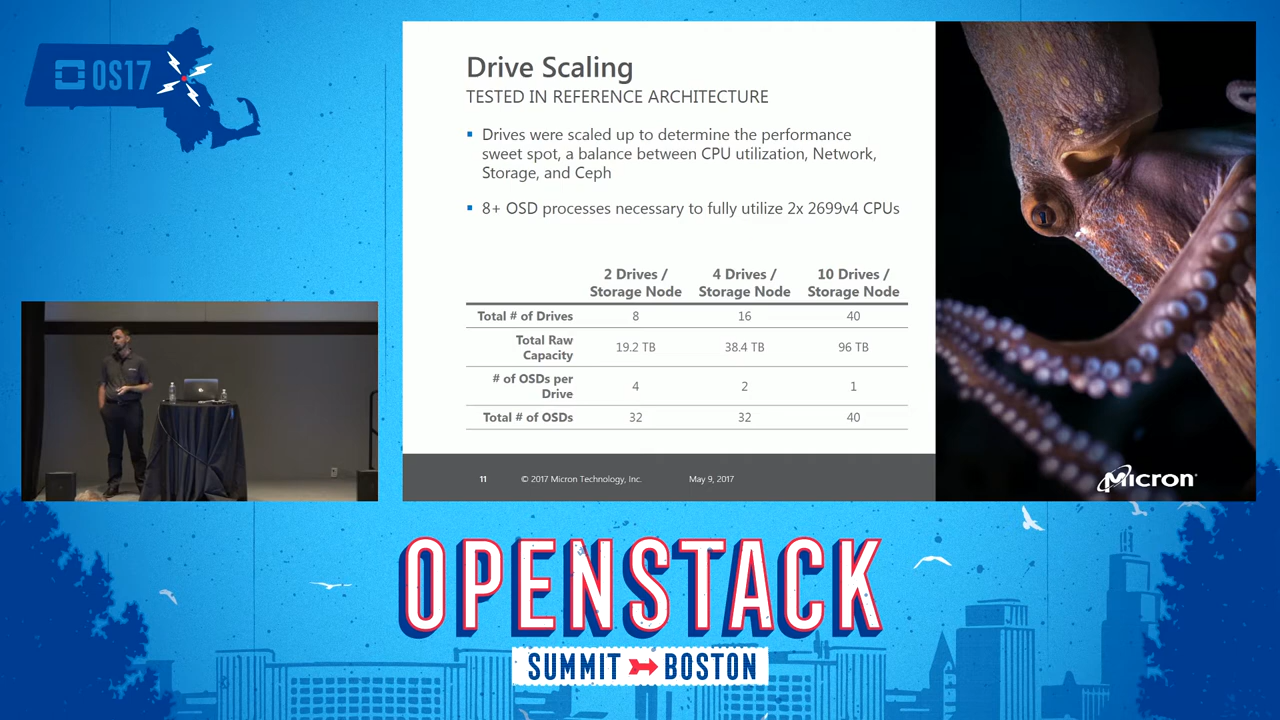 OS17
Drive Scaling
TESTED IN REFERENCE ARCHITECTURE
▪ Drives were scaled up to determine the performance
sweet spot, a balance between CPU utilization, Network,
Storage, and Ceph
▪ 8+ OSD processes necessary to fully utilize 2x 2699v4 CPUs
2 Drives / 4 Drives / 10 Drives /
Storage Node Storage Node Storage Node
Total # of Drives 8 16 40
Total Raw
Capacity 19.2 TB 38.4 TB 96 TB
# of OSDs per
Drive 4 2 1
Total # of OSDs 32 32 40
11 © 2017 Micron Technology, Inc. May 9, 2017
Micron
OPENSTACK
SUMMIT BOSTON